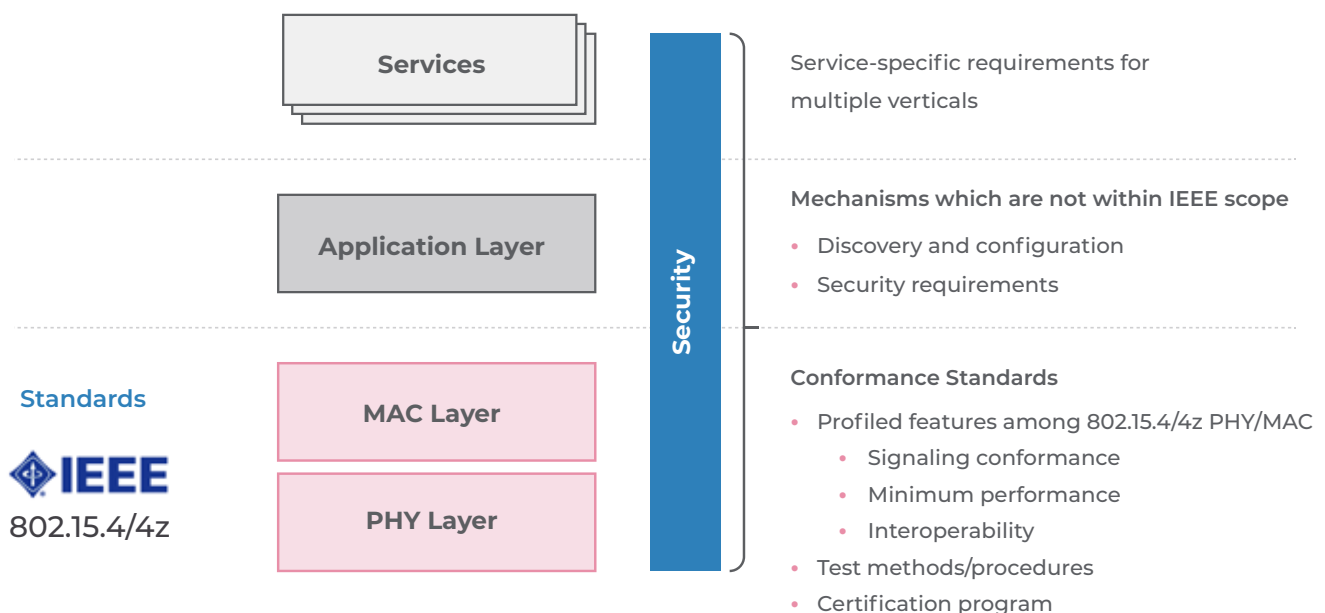 Services
Service-specific requirements for
multiple verticals
Application Layer
Security
Mechanisms which are not within IEEE scope
• Discovery and configuration
• Security requirements
Standards
IEEE
802.15.4/4z
MAC Layer
PHY Layer
Conformance Standards
• Profiled features among 802.15.4/4z PHY/MAC
• Signaling conformance
• Minimum performance
• Interoperability
• Test methods/procedures
• Certification program